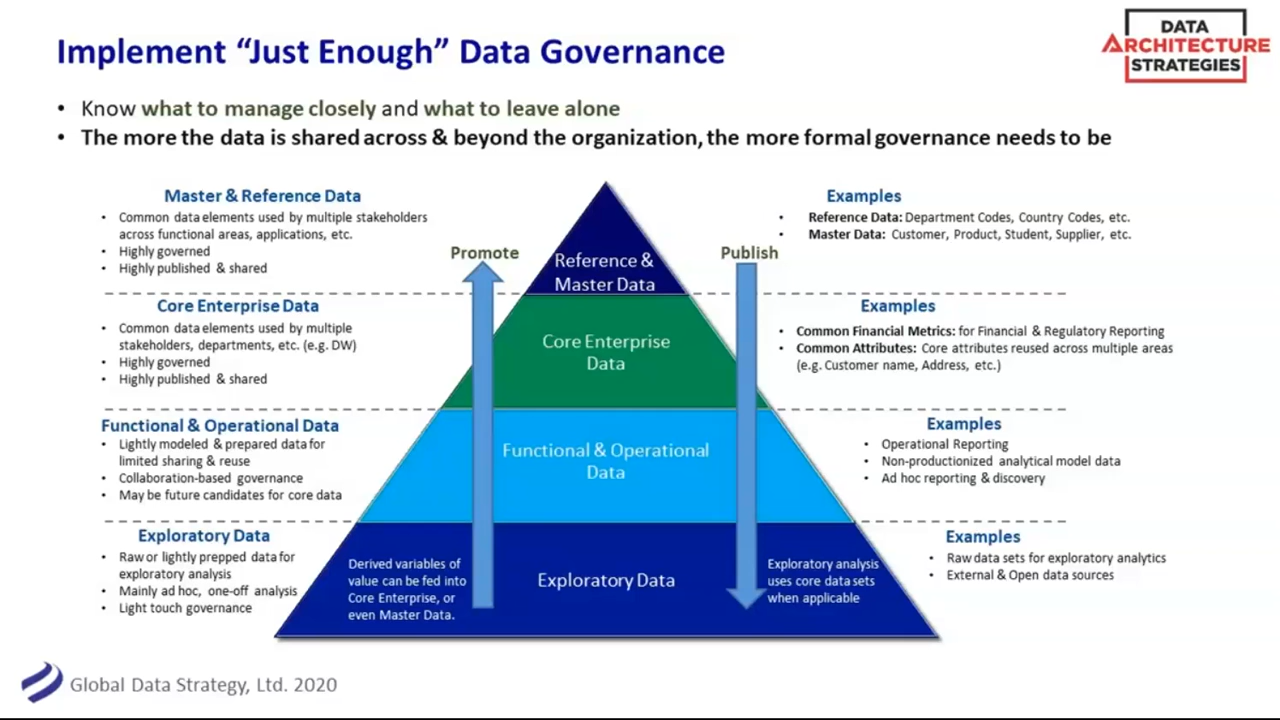 Implement “Just Enough” Data Governance
DATA
ARCHITECTURE
STRATEGIES
• Know what to manage closely and what to leave alone
• The more the data is shared across & beyond the organization, the more formal governance needs to be
Master & Reference Data
• Common data elements used by multiple stakeholders
across functional areas, applications, etc.
• Highly governed
• Highly published & shared
Promote
Reference &
Master Data
Publish
Examples
• Reference Data: Department Codes, Country Codes, etc.
• Master Data: Customer, Product, Student, Supplier, etc.
Core Enterprise Data
• Common data elements used by multiple
stakeholders, departments, etc. (e.g. DW)
• Highly governed
• Highly published & shared
Core Enterprise
Data
Examples
• Common Financial Metrics: for Financial & Regulatory Reporting
• Common Attributes: Core attributes reused across multiple areas
(e.g. Customer name, Address, etc.)
Functional & Operational Data
• Lightly modeled & prepared data for
limited sharing & reuse
• Collaboration-based governance
• May be future candidates for core data
Functional & Operational
Data
Examples
• Operational Reporting
• Non-productionized analytical model data
• Ad hoc reporting & discovery
Exploratory Data
• Raw or lightly prepped data for
exploratory analysis
• Mainly ad hoc, one-off analysis
• Light touch governance
Derived variables of
value can be fed into
Core Enterprise, or
even Master Data.
Exploratory Data
Exploratory analysis
uses core data sets
when applicable
Examples
• Raw data sets for exploratory analytics
• External & Open data sources
Global Data Strategy, Ltd. 2020